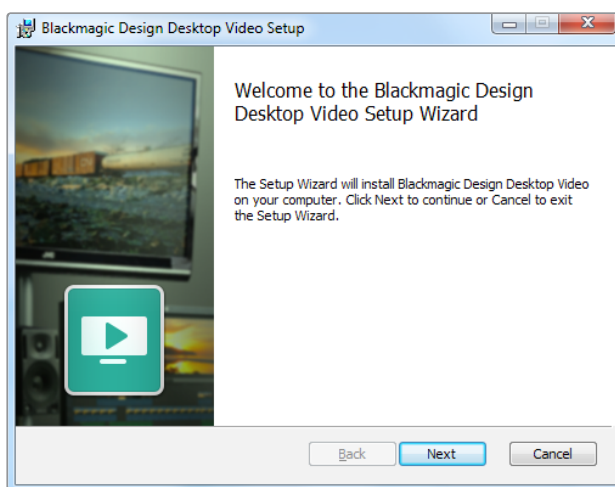 Blackmagic Design Desktop Video Setup
Welcome to the Blackmagic Design
Desktop Video Setup Wizard
The Setup Wizard will install Blackmagic Design Desktop Video
on your computer. Click Next to continue or Cancel to exit
the Setup Wizard.
Back Next Cancel